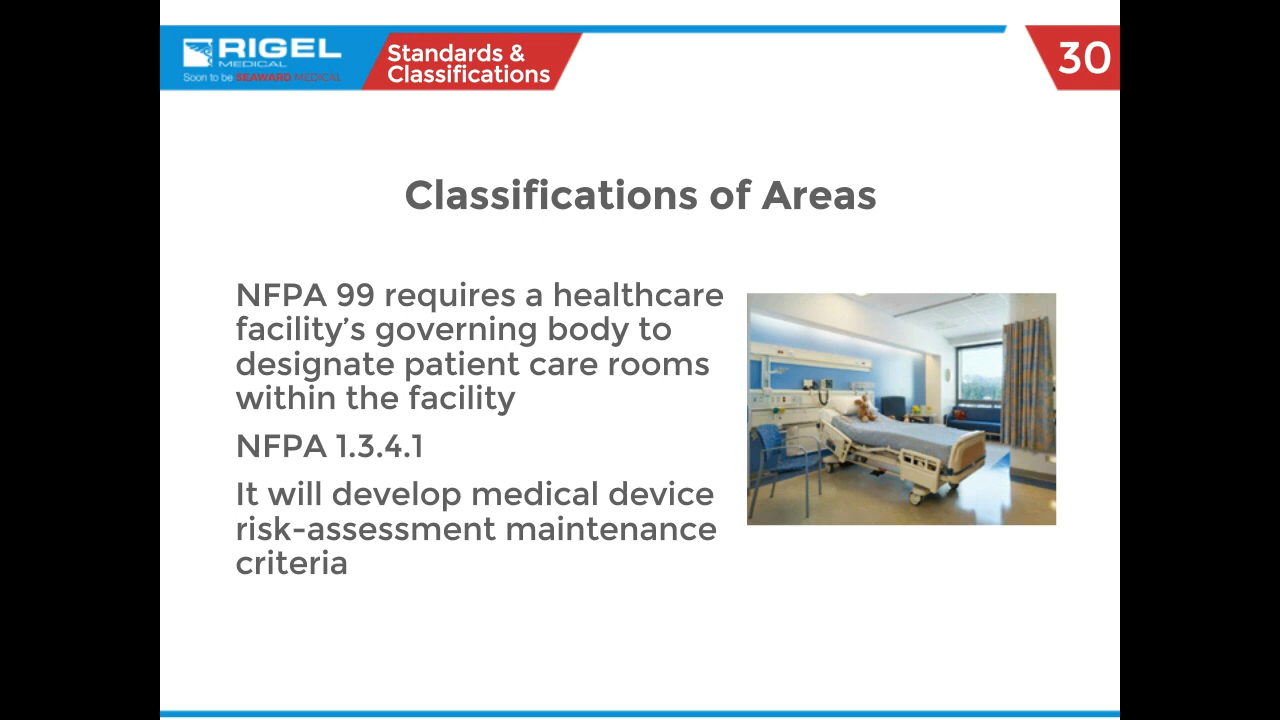 RIGEL
MEDICAL
Soon to be SEAWARD MEDICAL
Standards &
Classifications
30
Classifications of Areas
NFPA 99 requires a healthcare
facility’s governing body to
designate patient care rooms
within the facility
NFPA 1.3.4.1
It will develop medical device
risk-assessment maintenance
criteria